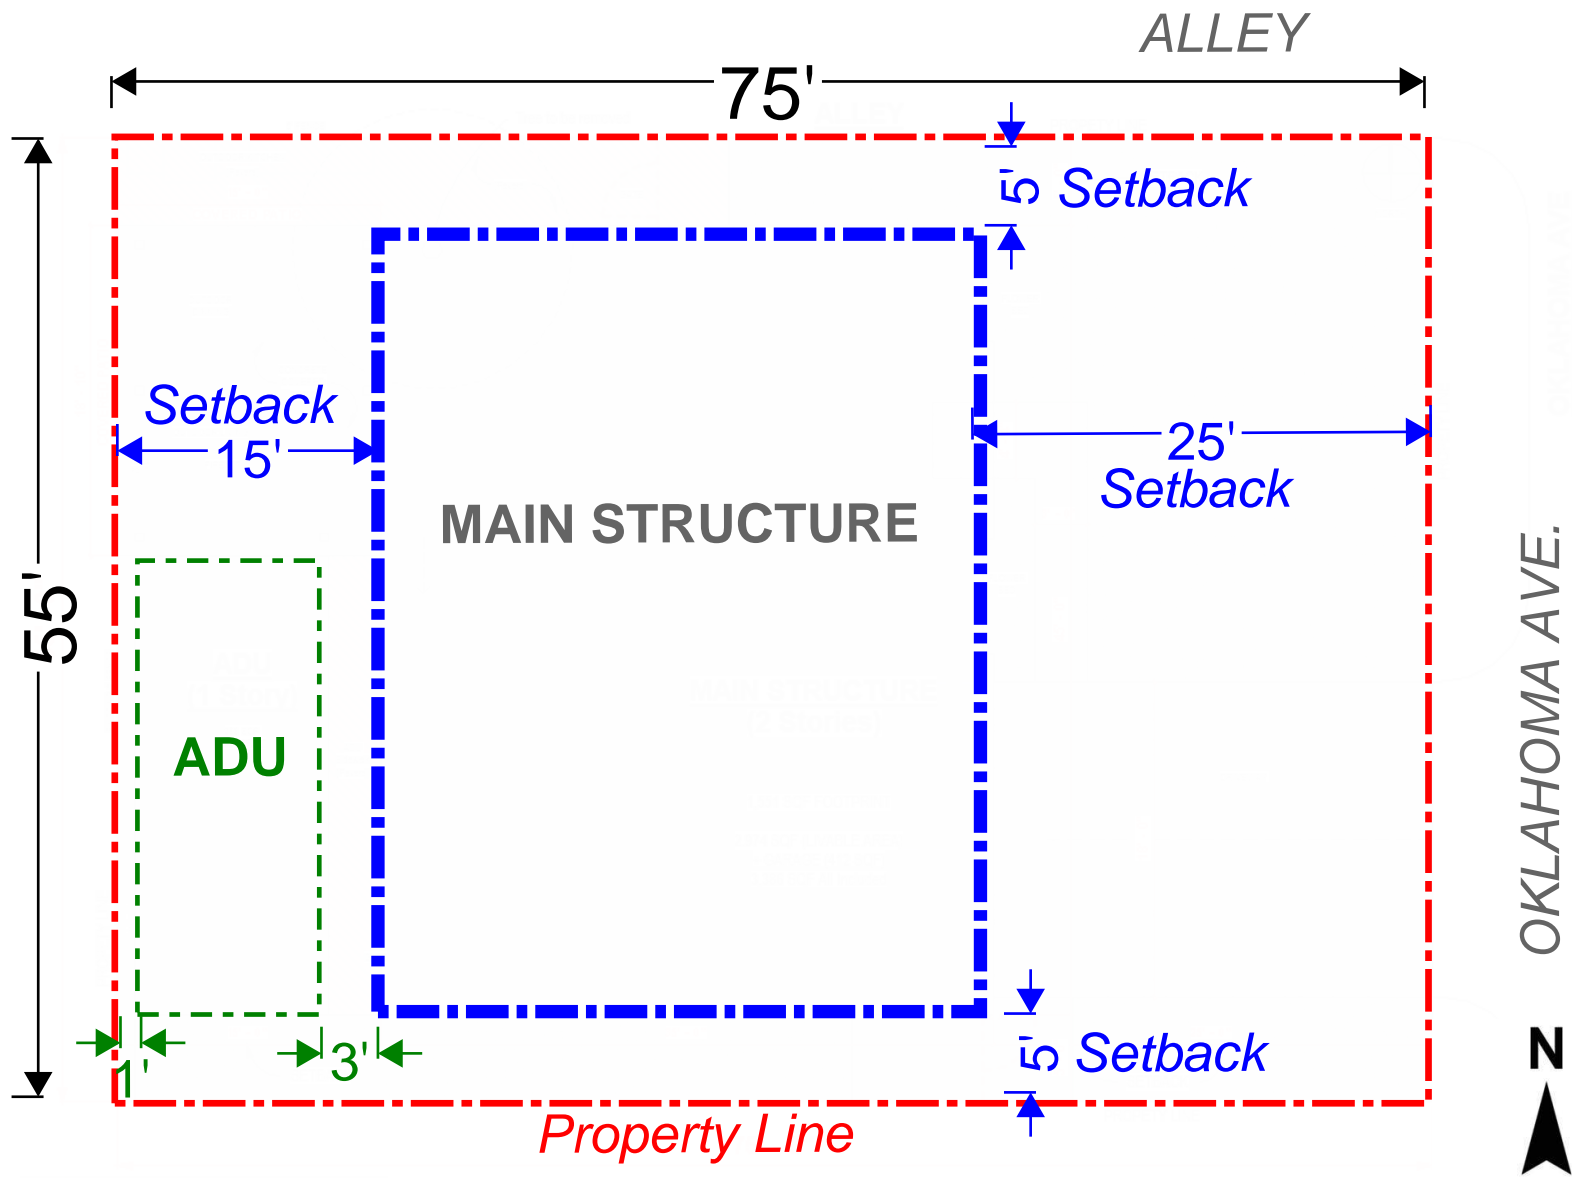 ALLEY
75'
5' Setback
Setback
15'
25'
Setback
MAIN STRUCTURE
55'
OKLAHOMA AVE.
ADU
1'
3'
5' Setback
N
Property Line